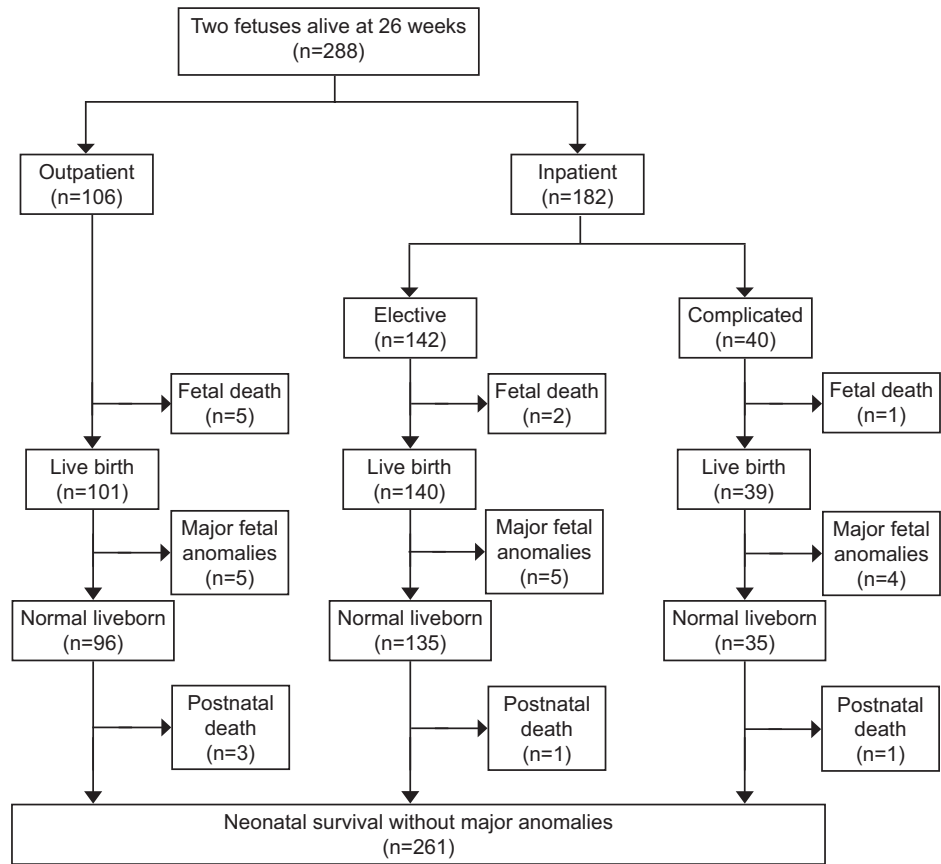 Two fetuses alive at 26 weeks
(n=288)
Outpatient
(n=106)
Inpatient
(n=182)
Elective
(n=142)
Complicated
(n=40)
Fetal death
(n=5)
Fetal death
(n=2)
Fetal death
(n=1)
Live birth
(n=101)
Live birth
(n=140)
Live birth
(n=39)
Major fetal
anomalies
(n=5)
Major fetal
anomalies
(n=5)
Major fetal
anomalies
(n=4)
Normal liveborn
(n=96)
Normal liveborn
(n=135)
Normal liveborn
(n=35)
Postnatal
death
(n=3)
Postnatal
death
(n=1)
Postnatal
death
(n=1)
Neonatal survival without major anomalies
(n=261)